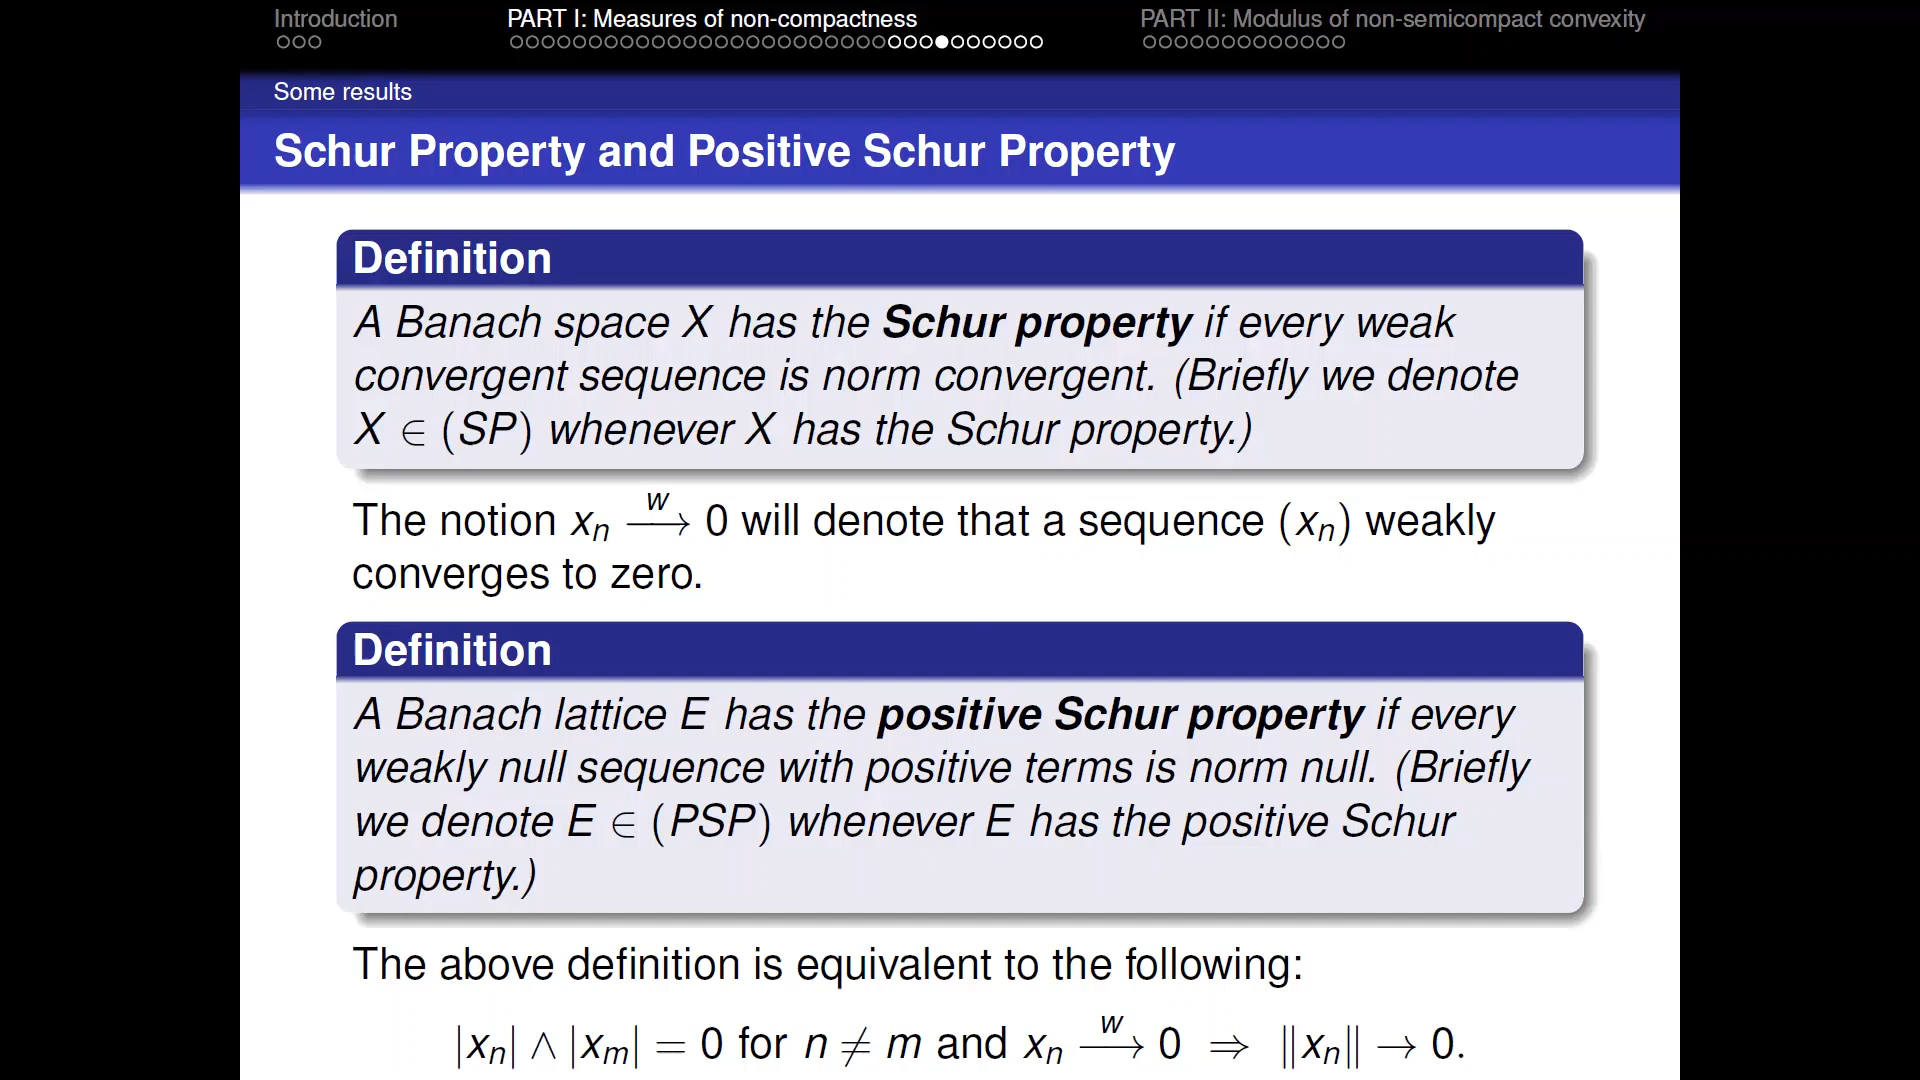 Introduction PART I: Measures of non-compactness PART II: Modulus of non-semicompact convexity
Some results
Schur Property and Positive Schur Property
Definition
A Banach space X has the Schur property if every weak
convergent sequence is norm convergent. (Briefly we denote
X ∈ (SP) whenever X has the Schur property.)
The notion xₙ →ʷ 0 will denote that a sequence (xₙ) weakly
converges to zero.
Definition
A Banach lattice E has the positive Schur property if every
weakly null sequence with positive terms is norm null. (Briefly
we denote E ∈ (PSP) whenever E has the positive Schur
property.)
The above definition is equivalent to the following:
|xₙ| ∧ |xₘ| = 0 for n ≠ m and xₙ →ʷ 0 ⇒ ‖xₙ‖ → 0.